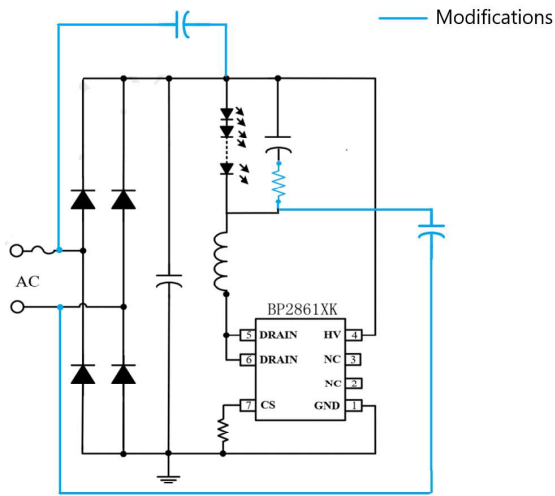 Modifications
AC
BP2861XK
5 DRAIN HV 4
6 DRAIN NC 3
NC 2
7 CS GND 1